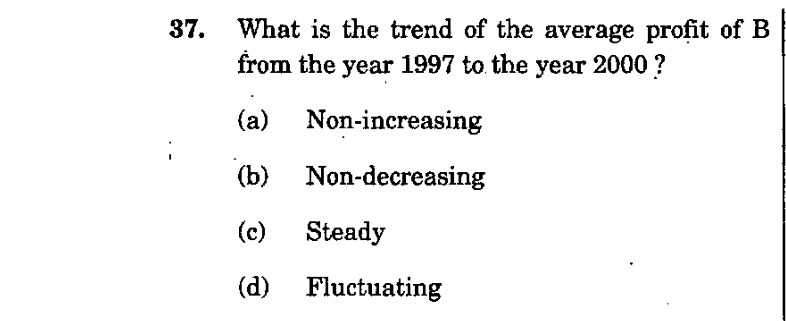 37. What is the trend of the average profit of B
from the year 1997 to the year 2000 ?
(a) Non-increasing
(b) Non-decreasing
(c) Steady
(d) Fluctuating